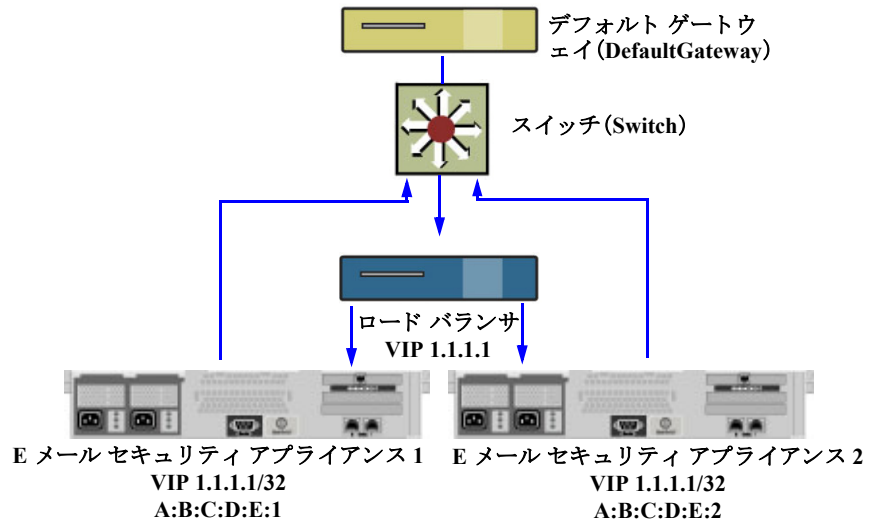 デフォルト ゲートウ
ェイ（DefaultGateway）
スイッチ（Switch）
ロード バランサ
VIP 1.1.1.1
E メール セキュリティ アプライアンス 1
VIP 1.1.1.1/32
A:B:C:D:E:1
E メール セキュリティ アプライアンス 2
VIP 1.1.1.1/32
A:B:C:D:E:2